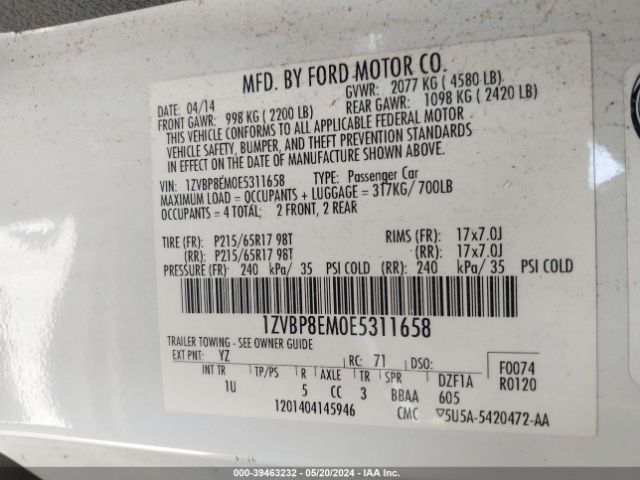 MFD. BY FORD MOTOR CO.
DATE: 04/14 GVWR: 2077 KG ( 4580 LB)
FRONT GAWR: 998 KG ( 2200 LB) REAR GAWR: 1098 KG ( 2420 LB)
THIS VEHICLE CONFORMS TO ALL APPLICABLE FEDERAL MOTOR
VEHICLE SAFETY, BUMPER, AND THEFT PREVENTION STANDARDS
IN EFFECT ON THE DATE OF MANUFACTURE SHOWN ABOVE.
VIN: 1ZVBP8EM0E5311658 TYPE: Passenger Car
MAXIMUM LOAD = OCCUPANTS + LUGGAGE = 317KG/ 700LB
OCCUPANTS = 4 TOTAL; 2 FRONT, 2 REAR
TIRE (FR): P215/65R17 98T RIMS (FR): 17x7.0J
(RR): P215/65R17 98T (RR): 17x7.0J
PRESSURE (FR): 240 kPa/ 35 PSI COLD (RR): 240 kPa/ 35 PSI COLD
1ZVBP8EM0E5311658
TRAILER TOWING - SEE OWNER GUIDE
EXT PNT: YZ RC: 71 DSO: F0074
INT TR TP/PS R AXLE TR SPR DZF1A R0120
1U 5 CC 3 BBAA 605
1201404145946 CMC ▽5U5A-5420472-AA
000-39463232 - 05/20/2024 - IAA Inc.